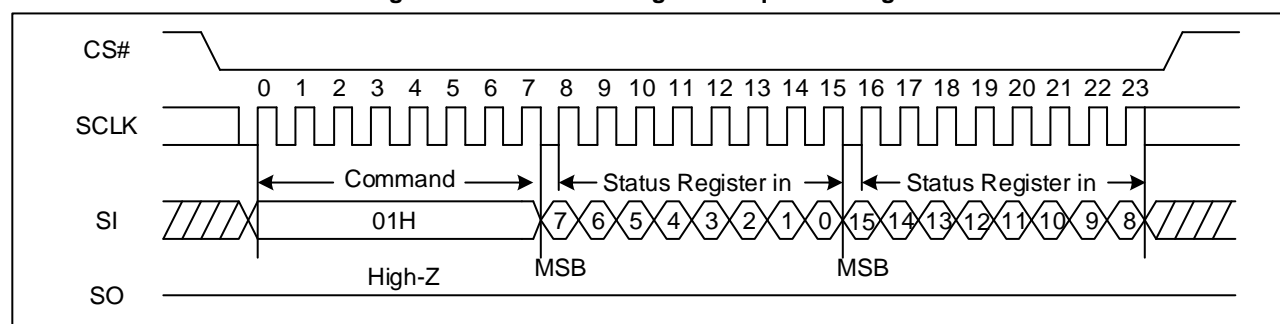 CS#
0 1 2 3 4 5 6 7 8 9 10 11 12 13 14 15 16 17 18 19 20 21 22 23
SCLK
Command Status Register in Status Register in
SI 01H 7 6 5 4 3 2 1 0 15 14 13 12 11 10 9 8
High-Z MSB MSB
SO